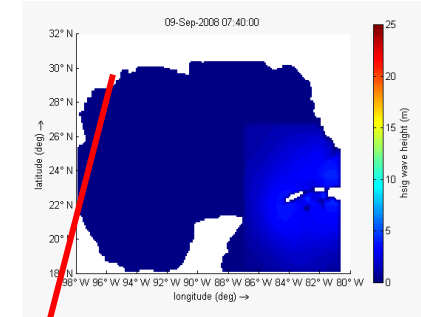 09-Sep-2008 07:40:00
32° N
30° N
28° N
26° N
24° N
22° N
20° N
18
98° W 96° W 94° W 92° W 90° W 88° W 86° W 84° W 82° W 80° W
latitude (deg) →
longitude (deg) →
25
20
15
10
5
0
hsig wave height (m)